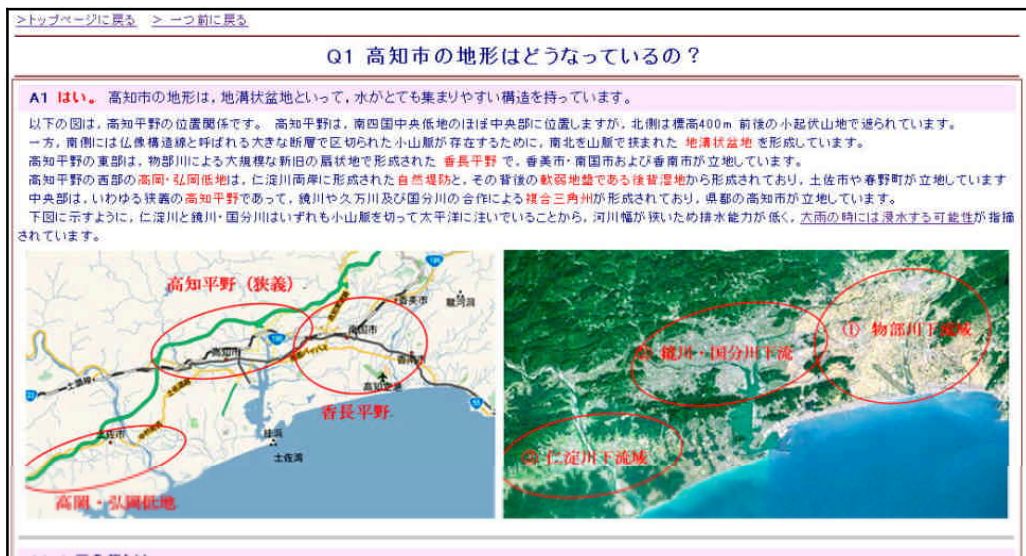 >トップページに戻る　> 一つ前に戻る
Q1 高知市の地形はどうなっているの？
A1 はい。 高知市の地形は，地溝状盆地といって，水がとても集まりやすい構造を持っています。
以下の図は，高知平野の位置関係です。 高知平野は，南四国中央低地のほぼ中央部に位置しますが，北側は標高400m 前後の小起伏山地で遮られています。
一方，南側には仏像構造線と呼ばれる大きな断層で区切られた小山脈が存在するために，南北を山脈で挟まれた 地溝状盆地 を形成しています。
高知平野の東部は，物部川による大規模な新旧の扇状地で形成された 香長平野 で，香美市・南国市および香南市が立地しています。
高知平野の西部の高岡・弘岡低地は，仁淀川両岸に形成された自然堤防と，その背後の軟弱地盤である後背湿地から形成されており，土佐市や春野町が立地しています
中央部は，いわゆる狭義の高知平野であって，鏡川や久万川及び国分川の合作による複合三角州が形成されており，県都の高知市が立地しています。
下図に示すように，仁淀川と鏡川・国分川はいずれも小山脈を切って太平洋に注いでいることから，河川幅が狭いため排水能力が低く，大雨の時には浸水する可能性が指摘
されています。
高知平野（狭義）
香美市
龍河洞
南国市
高知市
土讃線
高知空港
香長平野
土佐市
桂浜
土佐湾
高岡・弘岡低地
① 物部川下流域
② 鏡川・国分川下流
③ 仁淀川下流域